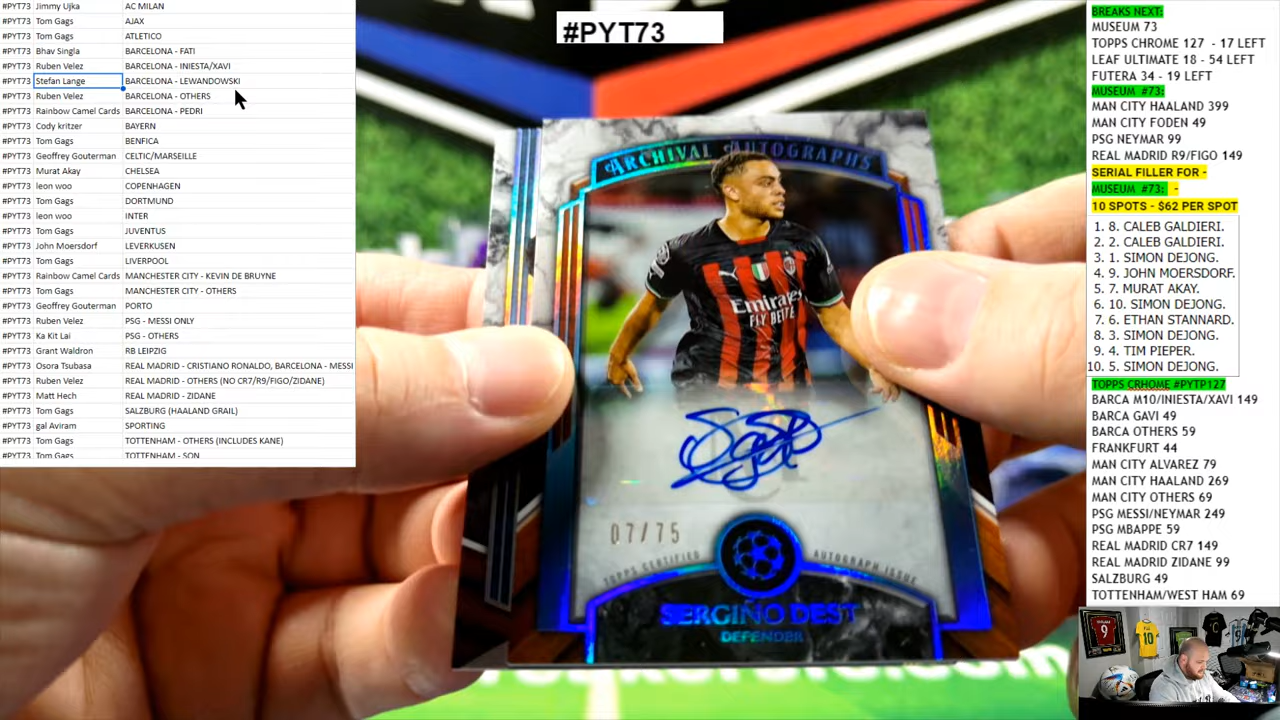 #PYT73 Jimmy Ujka AC MILAN
#PYT73 Tom Gags AJAX
#PYT73 Tom Gags ATLETICO
#PYT73 Bhav Singla BARCELONA - FATI
#PYT73 Ruben Velez BARCELONA - INIESTA/XAVI
#PYT73 Stefan Lange BARCELONA - LEWANDOWSKI
#PYT73 Ruben Velez BARCELONA - OTHERS
#PYT73 Rainbow Camel Cards BARCELONA - PEDRI
#PYT73 Cody kritzer BAYERN
#PYT73 Tom Gags BENFICA
#PYT73 Geoffrey Gouterman CELTIC/MARSEILLE
#PYT73 Murat Akay CHELSEA
#PYT73 leon woo COPENHAGEN
#PYT73 Tom Gags DORTMUND
#PYT73 leon woo INTER
#PYT73 Tom Gags JUVENTUS
#PYT73 John Moersdorf LEVERKUSEN
#PYT73 Tom Gags LIVERPOOL
#PYT73 Rainbow Camel Cards MANCHESTER CITY - KEVIN DE BRUYNE
#PYT73 Tom Gags MANCHESTER CITY - OTHERS
#PYT73 Geoffrey Gouterman PORTO
#PYT73 Ruben Velez PSG - MESSI ONLY
#PYT73 Ka Kit Lai PSG - OTHERS
#PYT73 Grant Waldron RB LEIPZIG
#PYT73 Osora Tsubasa REAL MADRID - CRISTIANO RONALDO, BARCELONA - MESSI
#PYT73 Ruben Velez REAL MADRID - OTHERS (NO CR7/R9/FIGO/ZIDANE)
#PYT73 Matt Hech REAL MADRID - ZIDANE
#PYT73 Tom Gags SALZBURG (HAALAND GRAIL)
#PYT73 gal Aviram SPORTING
#PYT73 Tom Gags TOTTENHAM - OTHERS (INCLUDES KANE)
#PYT73 Tom Gags TOTTENHAM - SON
#PYT73
ARCHIVAL AUTOGRAPHS
Emirates
FLY BETTER
07/75
TOPPS CERTIFIED AUTOGRAPH ISSUE
SERGIÑO DEST
DEFENDER
BREAKS NEXT:
MUSEUM 73
TOPPS CHROME 127 - 17 LEFT
LEAF ULTIMATE 18 - 54 LEFT
FUTERA 34 - 19 LEFT
MUSEUM #73:
MAN CITY HAALAND 399
MAN CITY FODEN 49
PSG NEYMAR 99
REAL MADRID R9/FIGO 149
SERIAL FILLER FOR -
MUSEUM #73: -
10 SPOTS - $62 PER SPOT
1. 8. CALEB GALDIERI.
2. 2. CALEB GALDIERI.
3. 1. SIMON DEJONG.
4. 9. JOHN MOERSDORF.
5. 7. MURAT AKAY.
6. 10. SIMON DEJONG.
7. 6. ETHAN STANNARD.
8. 3. SIMON DEJONG.
9. 4. TIM PIEPER.
10. 5. SIMON DEJONG.
TOPPS CRHOME #PYTP127
BARCA M10/INIESTA/XAVI 149
BARCA GAVI 49
BARCA OTHERS 59
FRANKFURT 44
MAN CITY ALVAREZ 79
MAN CITY HAALAND 269
MAN CITY OTHERS 69
PSG MESSI/NEYMAR 249
PSG MBAPPE 59
REAL MADRID CR7 149
REAL MADRID ZIDANE 99
SALZBURG 49
TOTTENHAM/WEST HAM 69
9
10